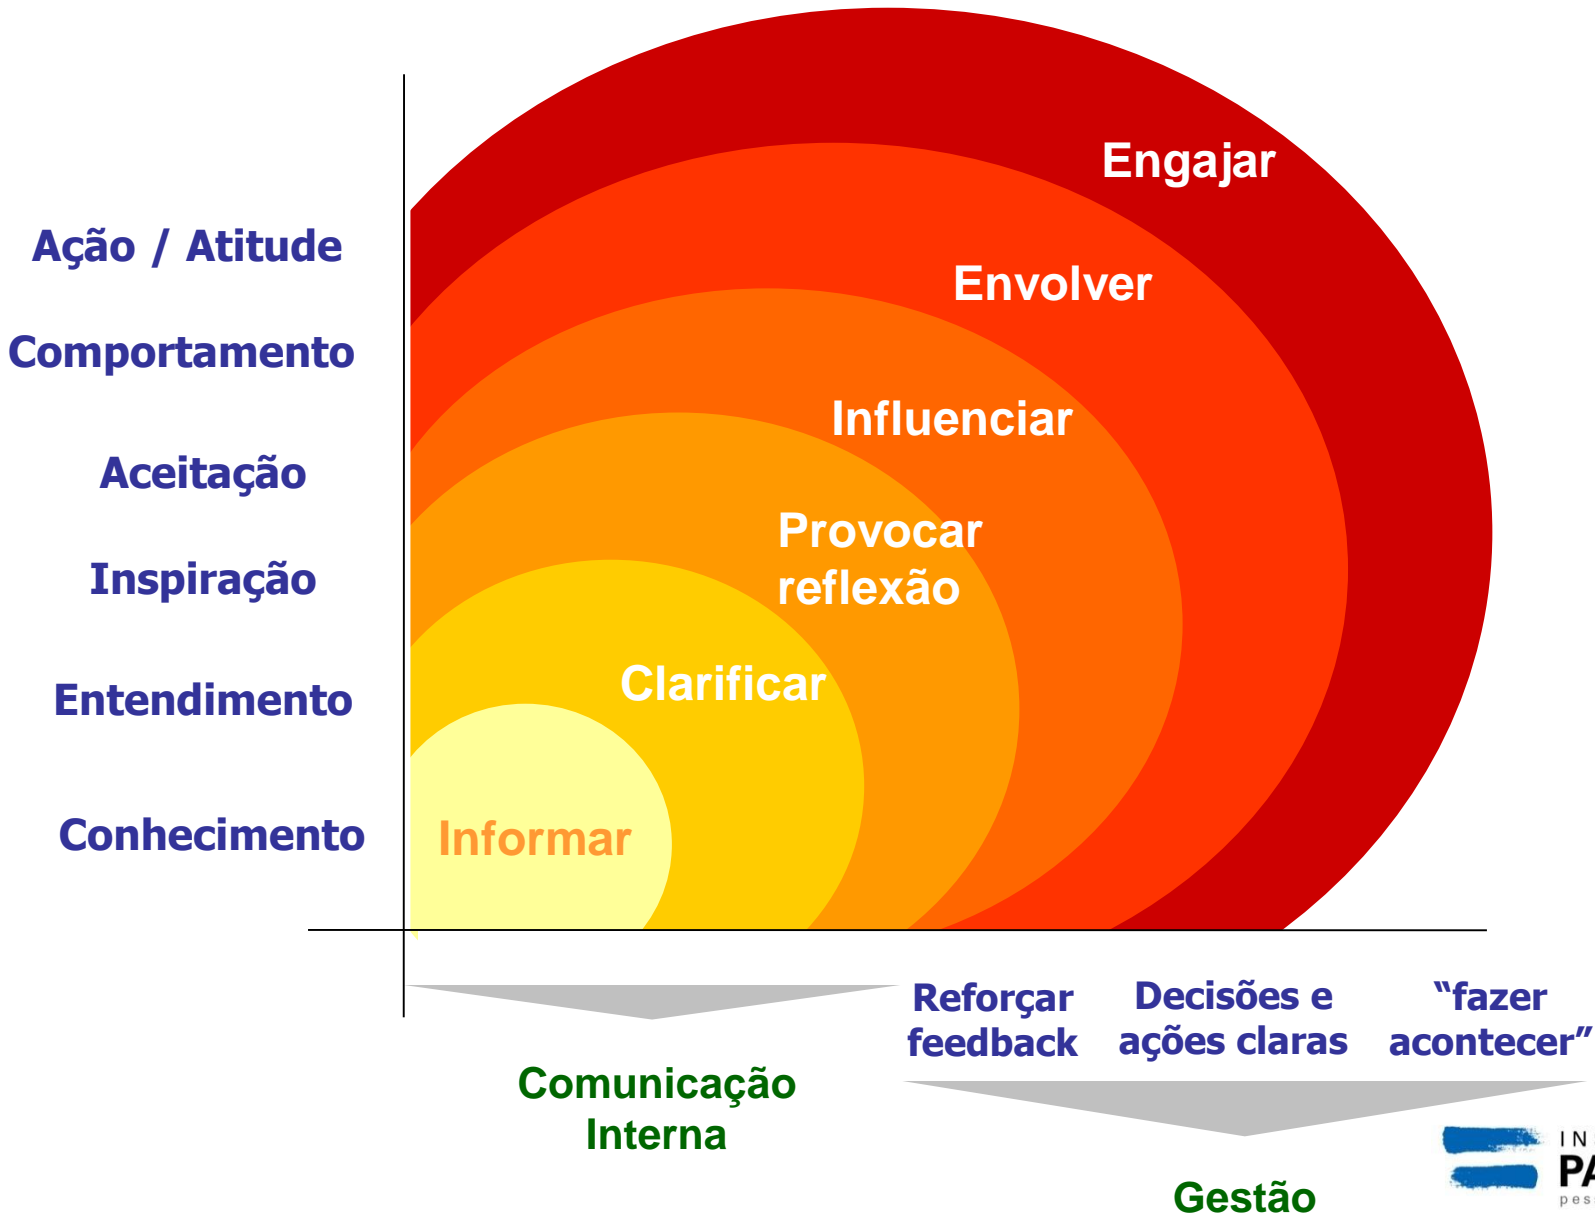 Engajar
Ação / Atitude
Envolver
Comportamento
Influenciar
Aceitação
Provocar
reflexão
Inspiração
Clarificar
Entendimento
Conhecimento
Informar
Reforçar
feedback
Decisões e
ações claras
“fazer
acontecer”
Comunicação
Interna
Gestão